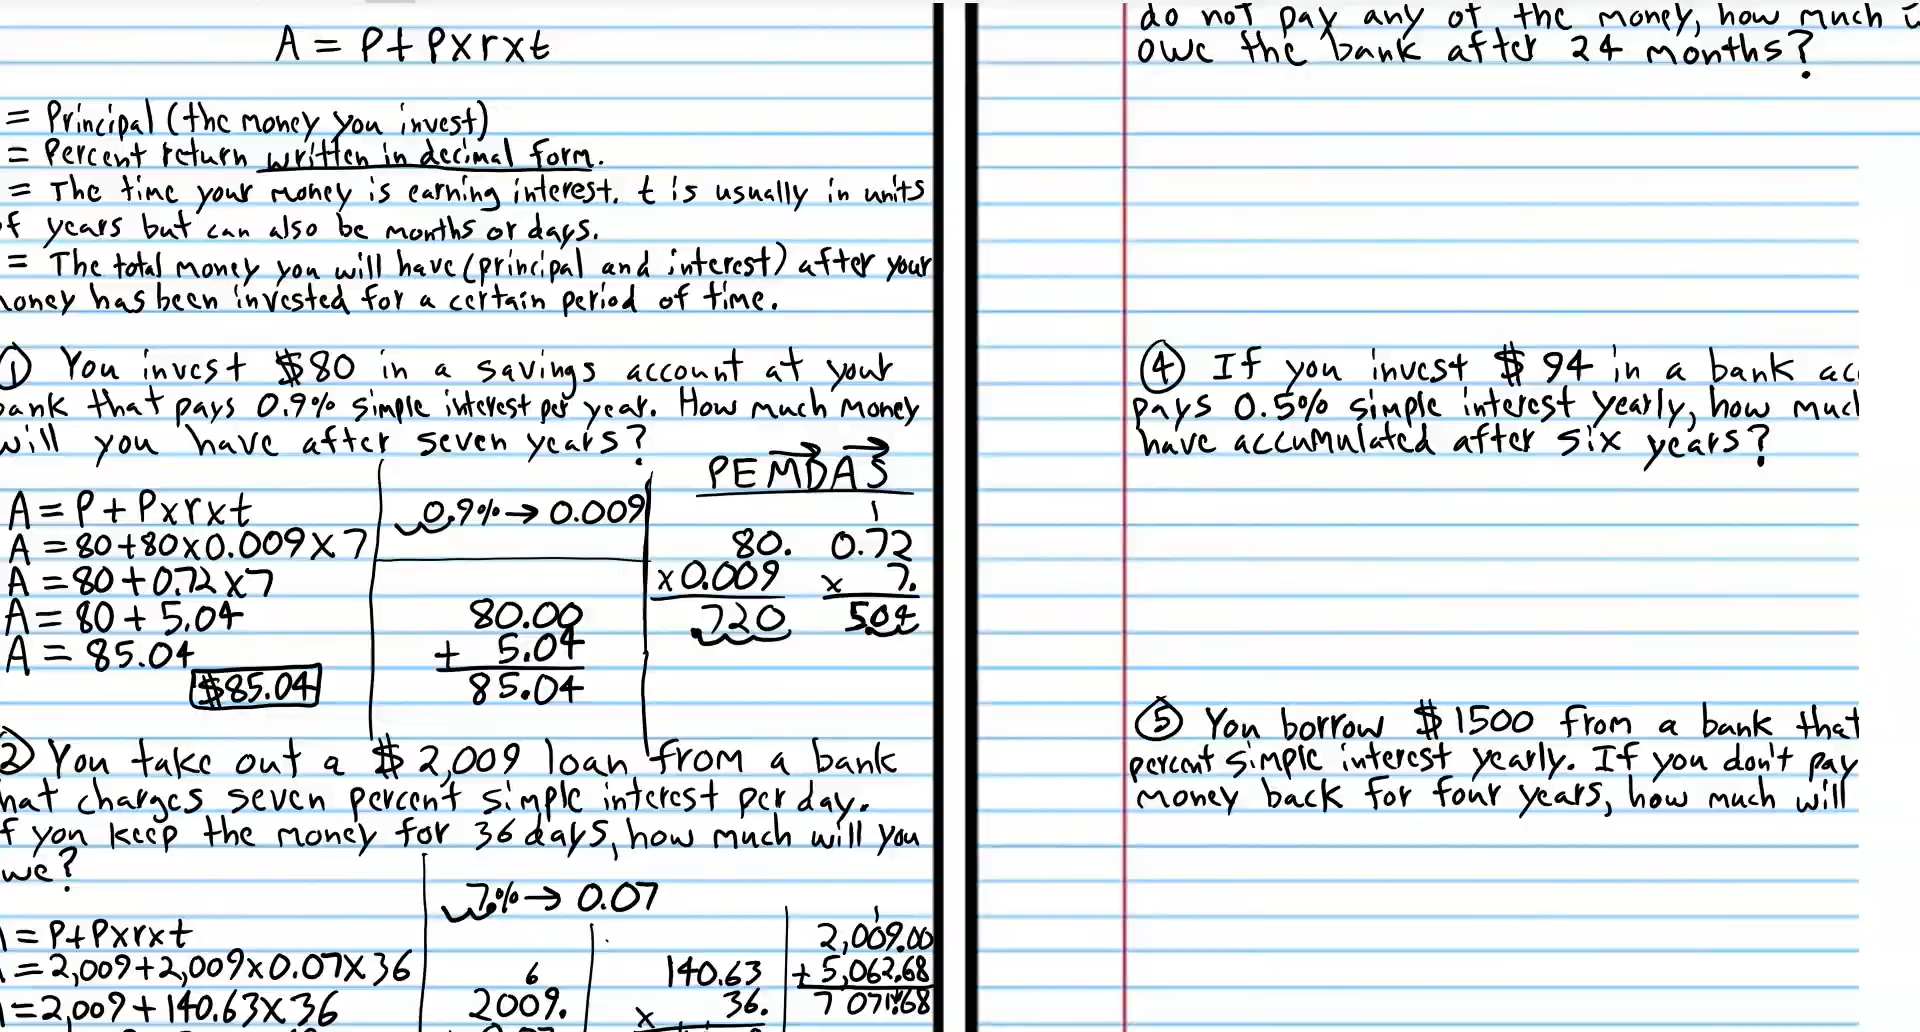 A = P + P x r x t
= Principal (the money you invest)
= Percent return written in decimal form.
= The time your money is earning interest. t is usually in units
f years but can also be months or days.
= The total money you will have (principal and interest) after your
oney has been invested for a certain period of time.
1 You invest $80 in a savings account at your
bank that pays 0.9% simple interest per year. How much money
will you have after seven years?
PEMDAS
A = P + P x r x t
A = 80 + 80 x 0.009 x 7
A = 80 + 0.72 x 7
A = 80 + 5.04
A = 85.04
$85.04
0.9% → 0.009
80.00
+ 5.04
85.04
80.
x 0.009
.720
1
0.72
x 7.
5.04
2 You take out a $2,009 loan from a bank
hat charges seven percent simple interest per day.
f you keep the money for 36 days, how much will you
we?
7.% → 0.07
= P + P x r x t
= 2,009 + 2,009 x 0.07 x 36
= 2,009 + 140.63 x 36
6
2009.
140.63
x 36.
1
2,009.00
+ 5,062.68
7 071.68
do not pay any of the money, how much
owe the bank after 24 months?
4 If you invest $94 in a bank ac
pays 0.5% simple interest yearly, how much
have accumulated after six years?
5 You borrow $1500 from a bank that
percent simple interest yearly. If you don't pay
money back for four years, how much will